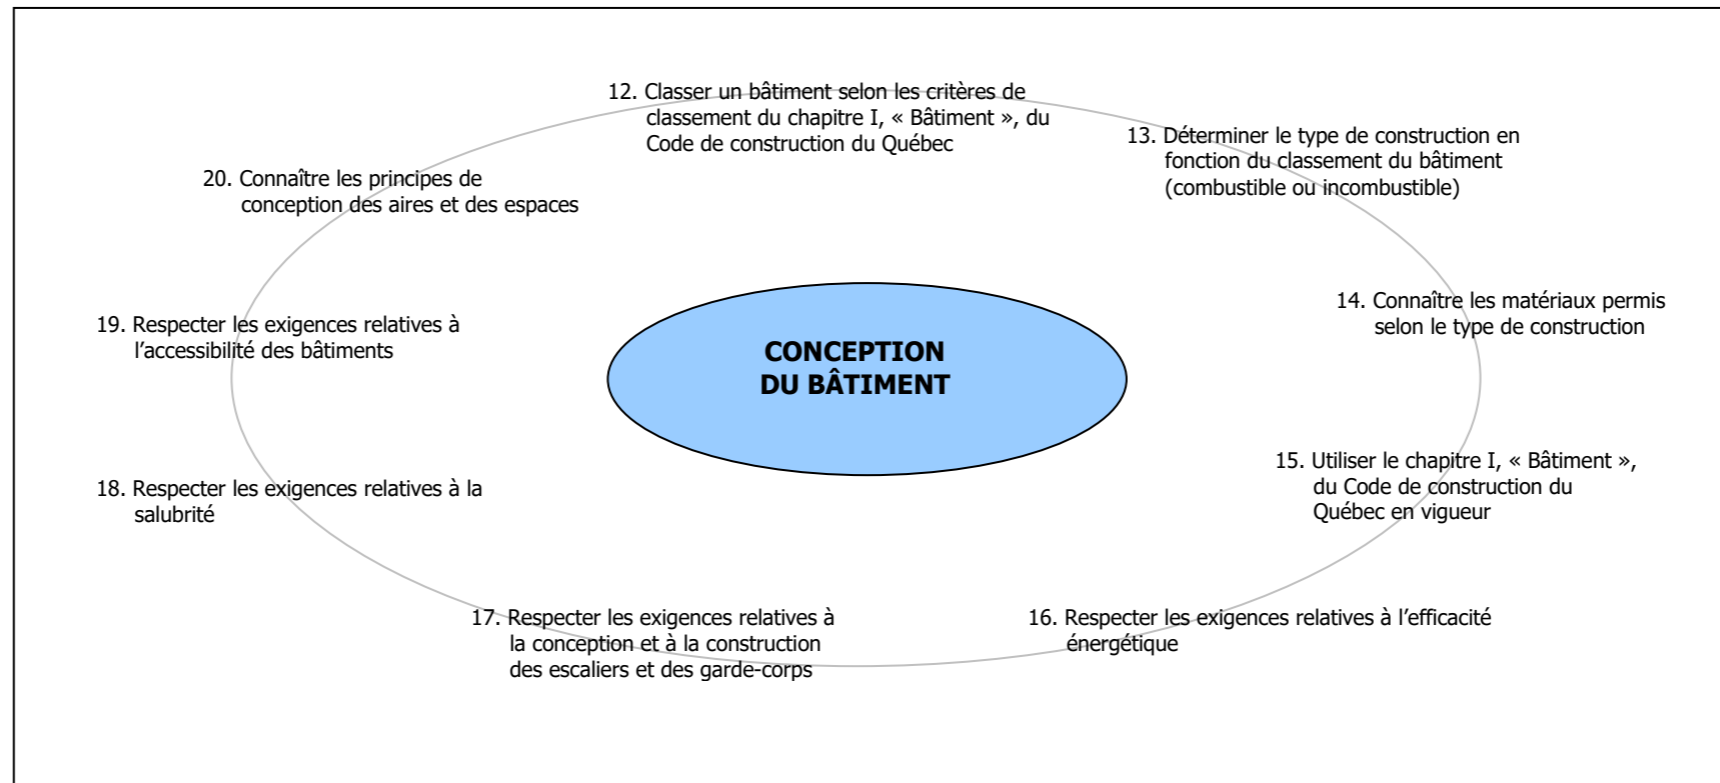 12. Classer un bâtiment selon les critères de
classement du chapitre I, « Bâtiment », du
Code de construction du Québec
13. Déterminer le type de construction en
fonction du classement du bâtiment
(combustible ou incombustible)
14. Connaître les matériaux permis
selon le type de construction
15. Utiliser le chapitre I, « Bâtiment »,
du Code de construction du
Québec en vigueur
16. Respecter les exigences relatives à l’efficacité
énergétique
17. Respecter les exigences relatives à
la conception et à la construction
des escaliers et des garde-corps
18. Respecter les exigences relatives à la
salubrité
19. Respecter les exigences relatives à
l’accessibilité des bâtiments
20. Connaître les principes de
conception des aires et des espaces
CONCEPTION
DU BÂTIMENT